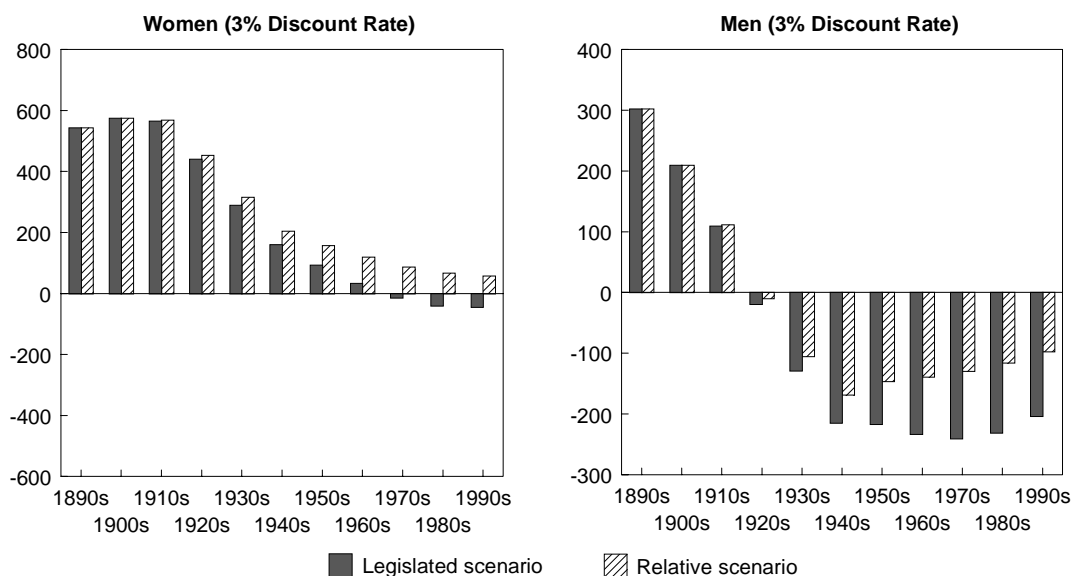 Women (3% Discount Rate)
800
600
400
200
0
-200
-400
-600
1890s 1910s 1930s 1950s 1970s 1990s
1900s 1920s 1940s 1960s 1980s
Men (3% Discount Rate)
400
300
200
100
0
-100
-200
-300
1890s 1910s 1930s 1950s 1970s 1990s
1900s 1920s 1940s 1960s 1980s
Legislated scenario Relative scenario